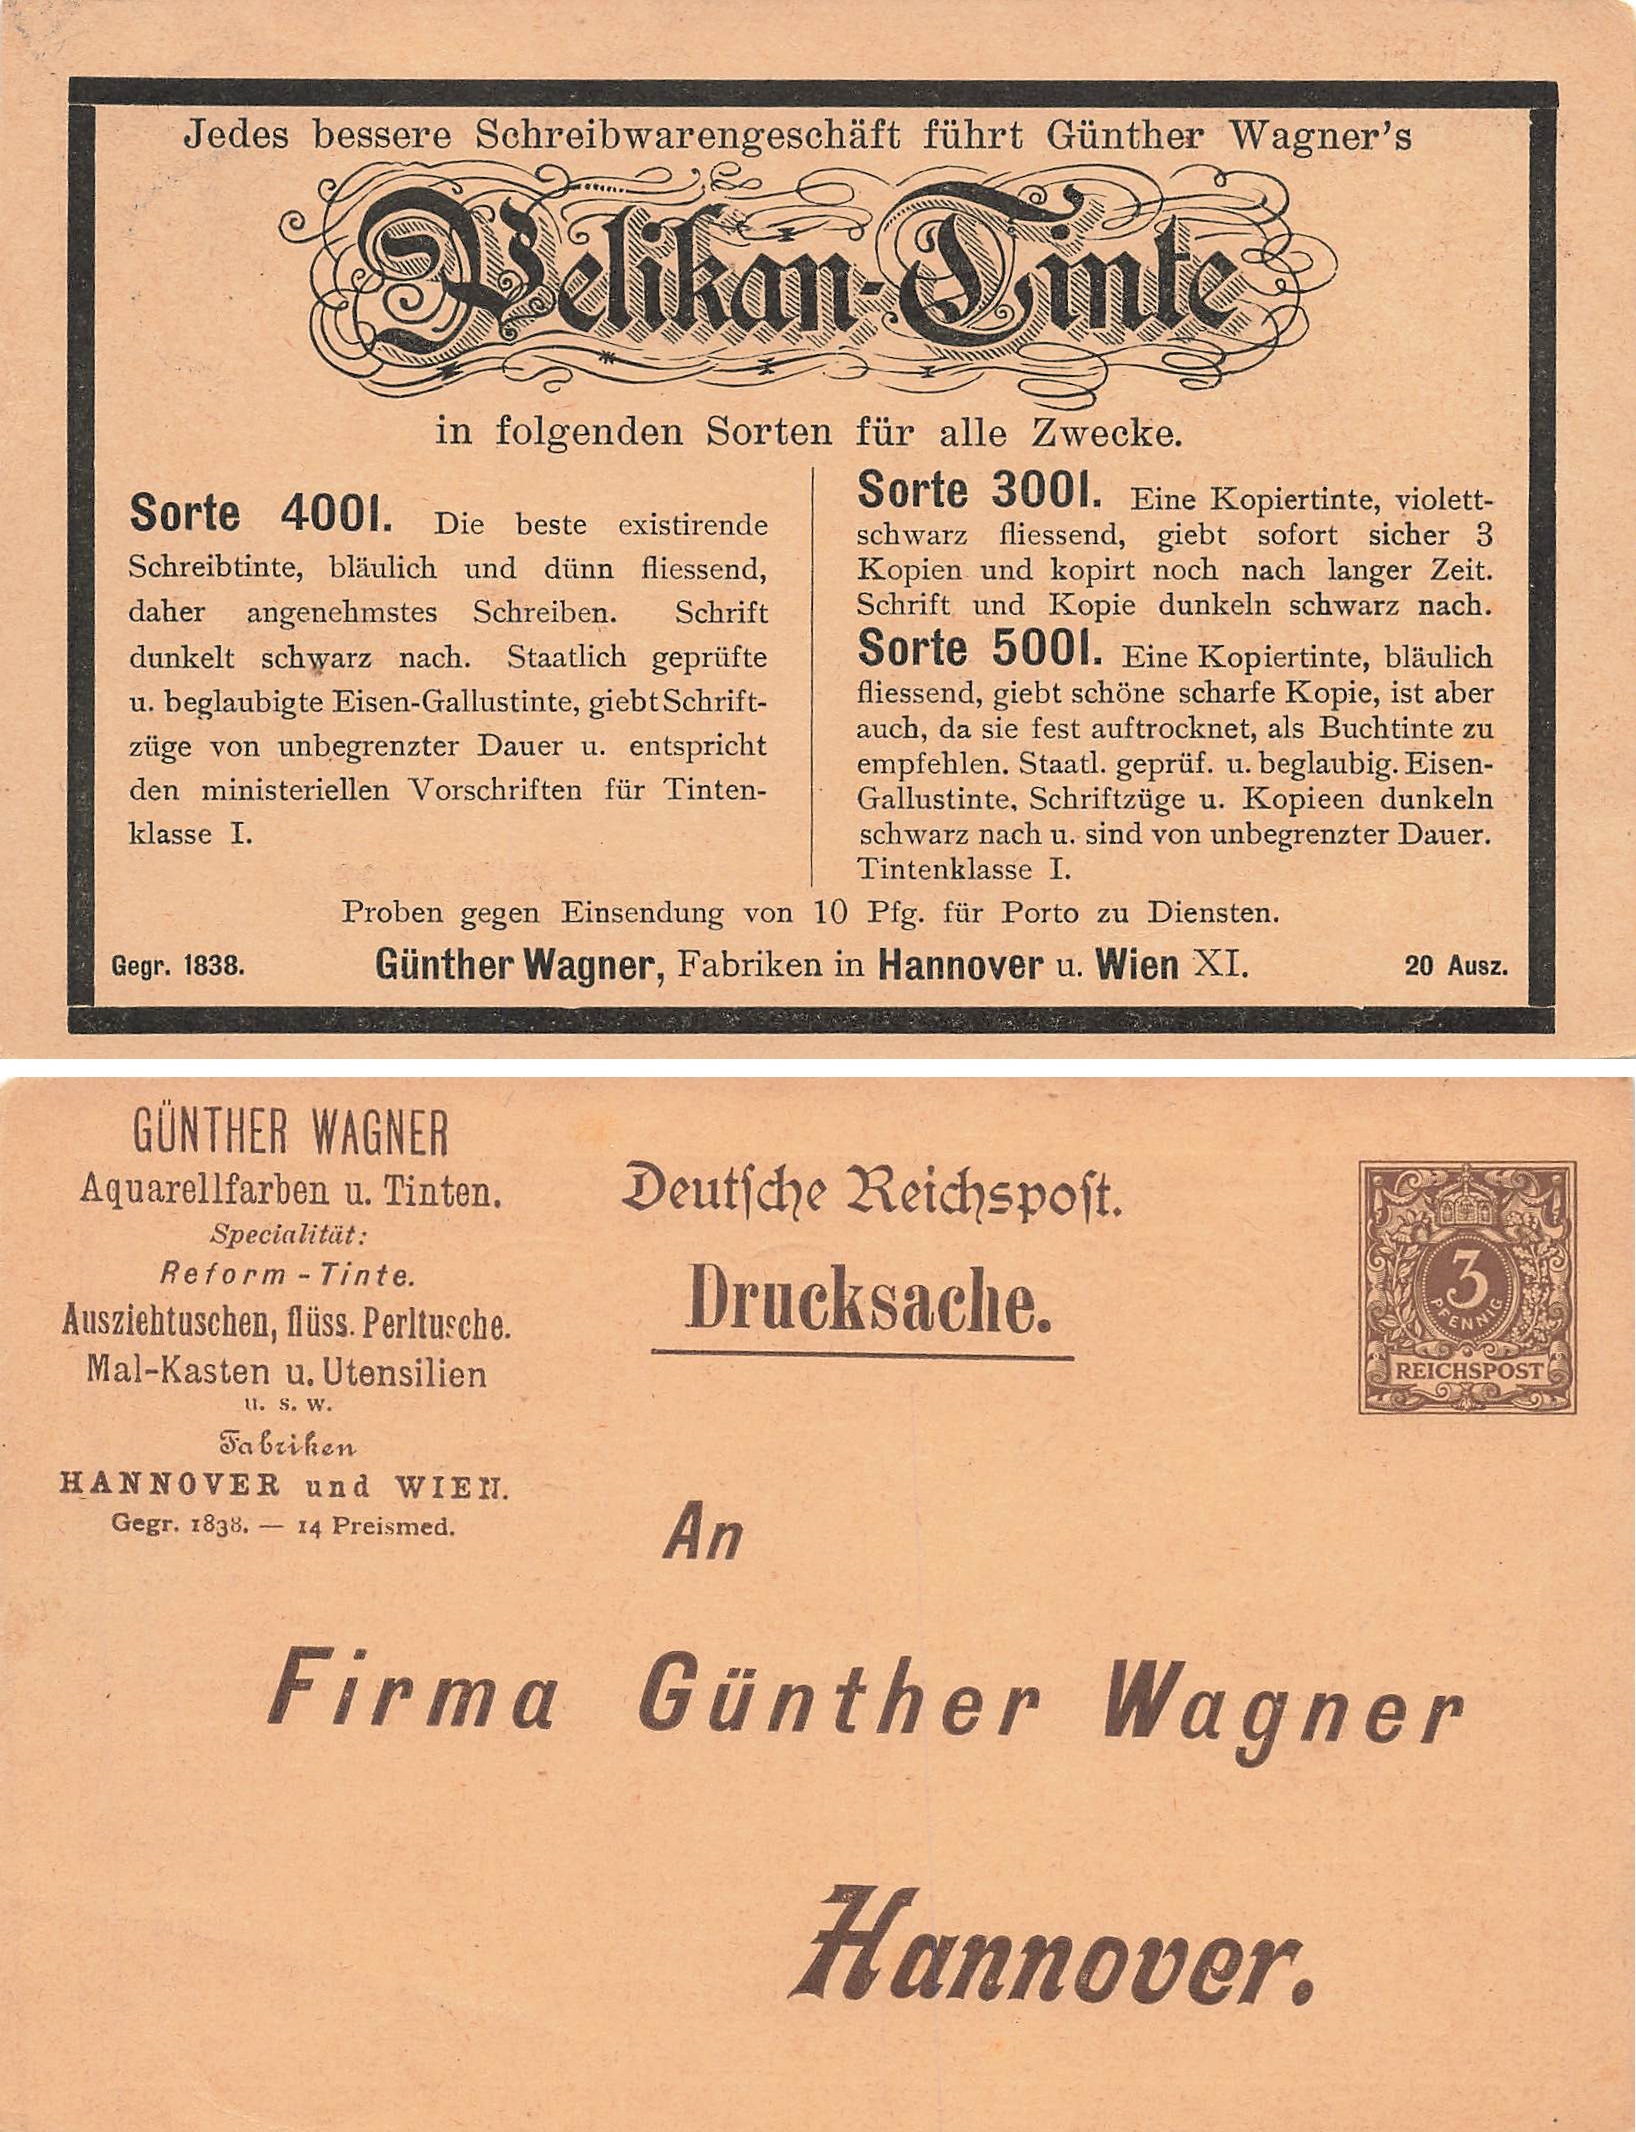 Jedes bessere Schreibwarengeschäft führt Günther Wagner's
Pelikan-Tinte
in folgenden Sorten für alle Zwecke.
Sorte 4001. Die beste existirende
Schreibtinte, bläulich und dünn fliessend,
daher angenehmstes Schreiben. Schrift
dunkelt schwarz nach. Staatlich geprüfte
u. beglaubigte Eisen-Gallustinte, giebt Schrift-
züge von unbegrenzter Dauer u. entspricht
den ministeriellen Vorschriften für Tinten-
klasse I.
Sorte 3001. Eine Kopiertinte, violett-
schwarz fliessend, giebt sofort sicher 3
Kopien und kopirt noch nach langer Zeit.
Schrift und Kopie dunkeln schwarz nach.
Sorte 5001. Eine Kopiertinte, bläulich
fliessend, giebt schöne scharfe Kopie, ist aber
auch, da sie fest auftrocknet, als Buchtinte zu
empfehlen. Staatl. geprüf. u. beglaubig. Eisen-
Gallustinte, Schriftzüge u. Kopieen dunkeln
schwarz nach u. sind von unbegrenzter Dauer.
Tintenklasse I.
Proben gegen Einsendung von 10 Pfg. für Porto zu Diensten.
Gegr. 1838. Günther Wagner, Fabriken in Hannover u. Wien XI. 20 Ausz.
GÜNTHER WAGNER
Aquarellfarben u. Tinten.
Specialität:
Reform - Tinte.
Ausziehtuschen, flüss. Perltusche.
Mal-Kasten u. Utensilien
u. s. w.
Fabriken
HANNOVER und WIEN.
Gegr. 1838. — 14 Preismed.
Deutsche Reichspost.
Drucksache.
3
PFENNIG
REICHSPOST
An
Firma Günther Wagner
Hannover.